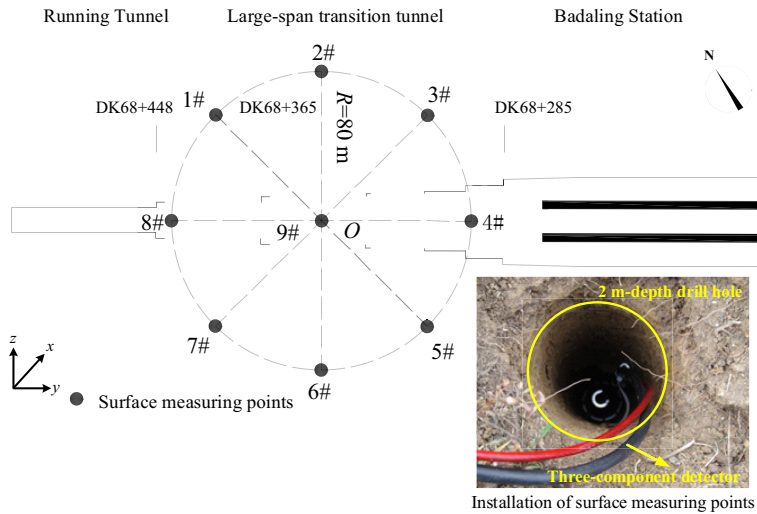 Running Tunnel
Large-span transition tunnel
Badaling Station
2#
N
1#
3#
DK68+448
DK68+365
R=80 m
DK68+285
8#
9#
O
4#
7#
5#
6#
z
x
y
Surface measuring points
2 m-depth drill hole
Three-component detector
Installation of surface measuring points